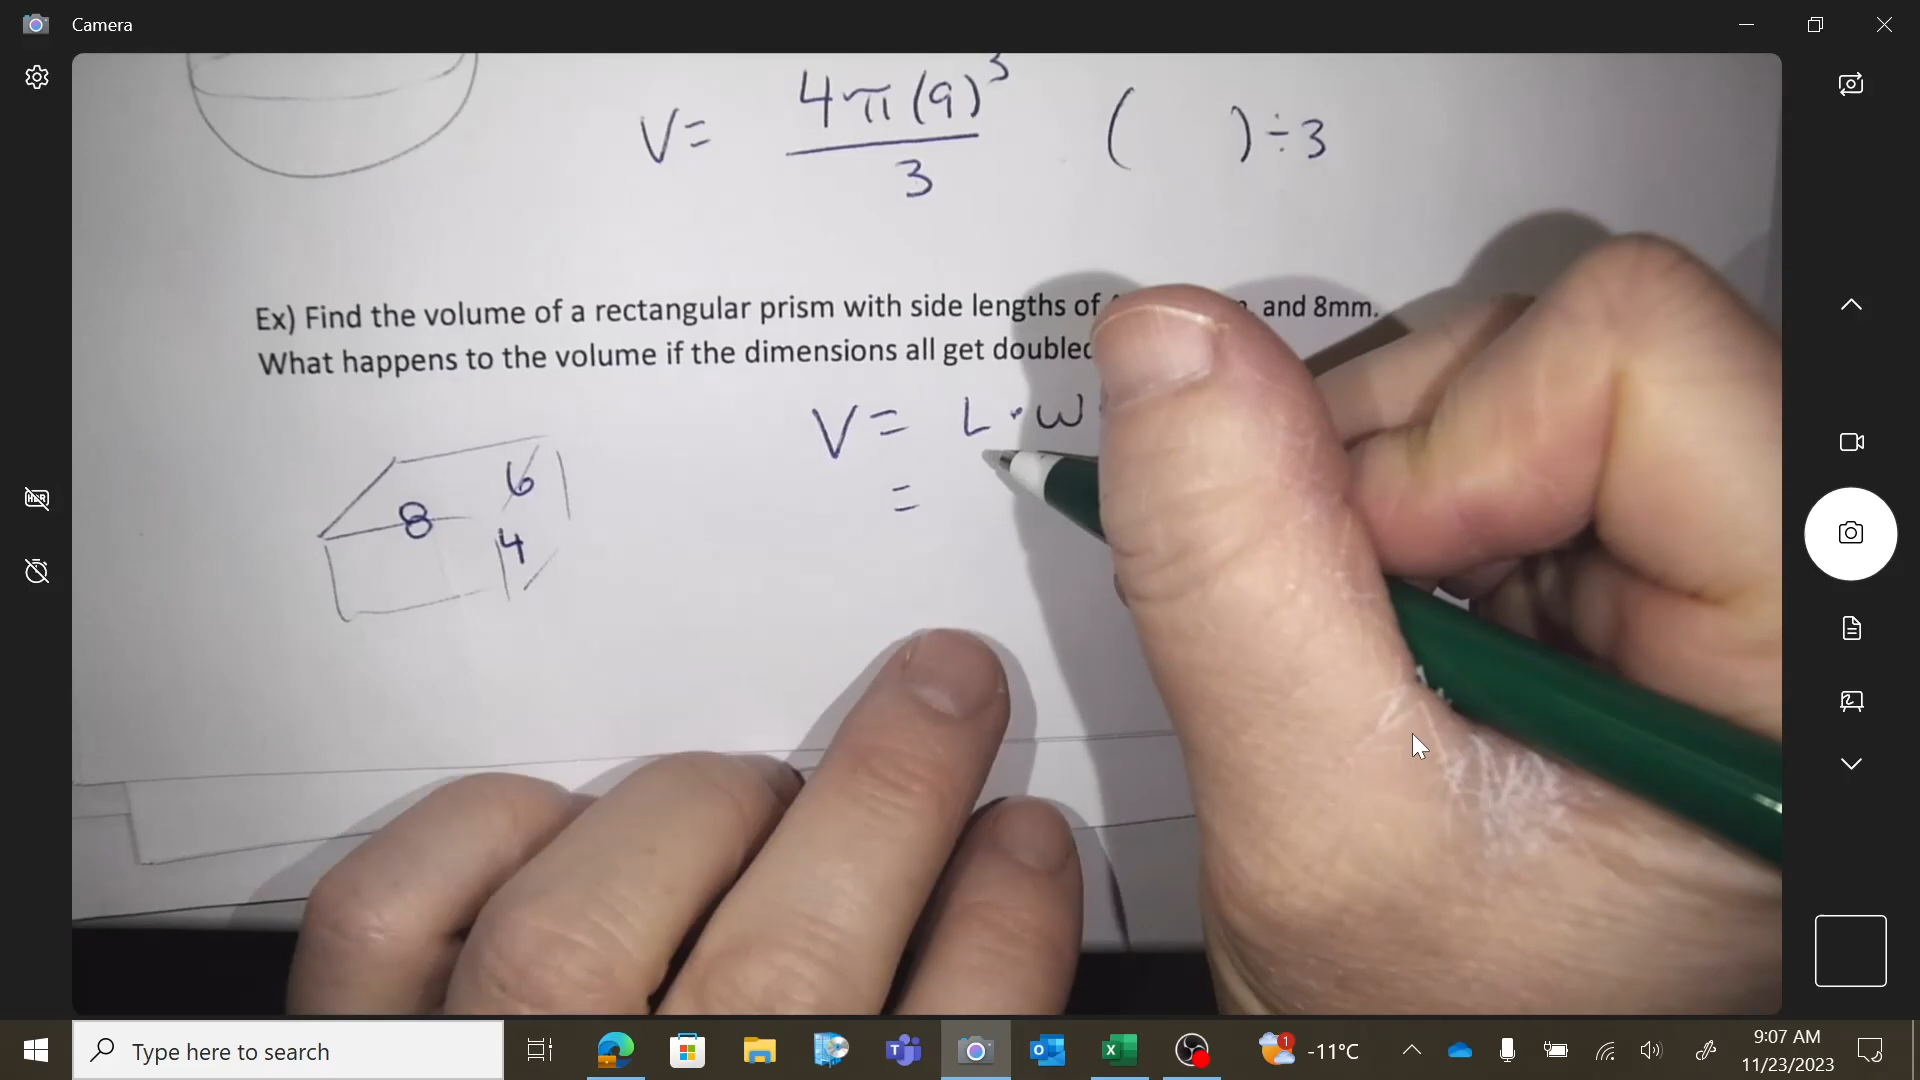 Camera
4π(9)³
V= ( )÷3
3
Ex) Find the volume of a rectangular prism with side lengths of and 8mm.
What happens to the volume if the dimensions all get doubled
V= L·W
6
8
=
4
Type here to search
1
-11°C
9:07 AM
11/23/2023